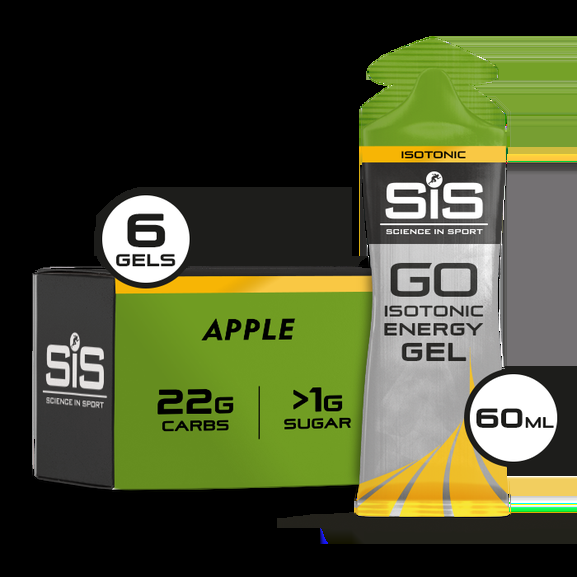 ISOTONIC
SiS
SCIENCE IN SPORT
GO
ISOTONIC
ENERGY
GEL
60ML
6
GELS
SiS
SCIENCE IN SPORT
APPLE
22G
CARBS
>1G
SUGAR